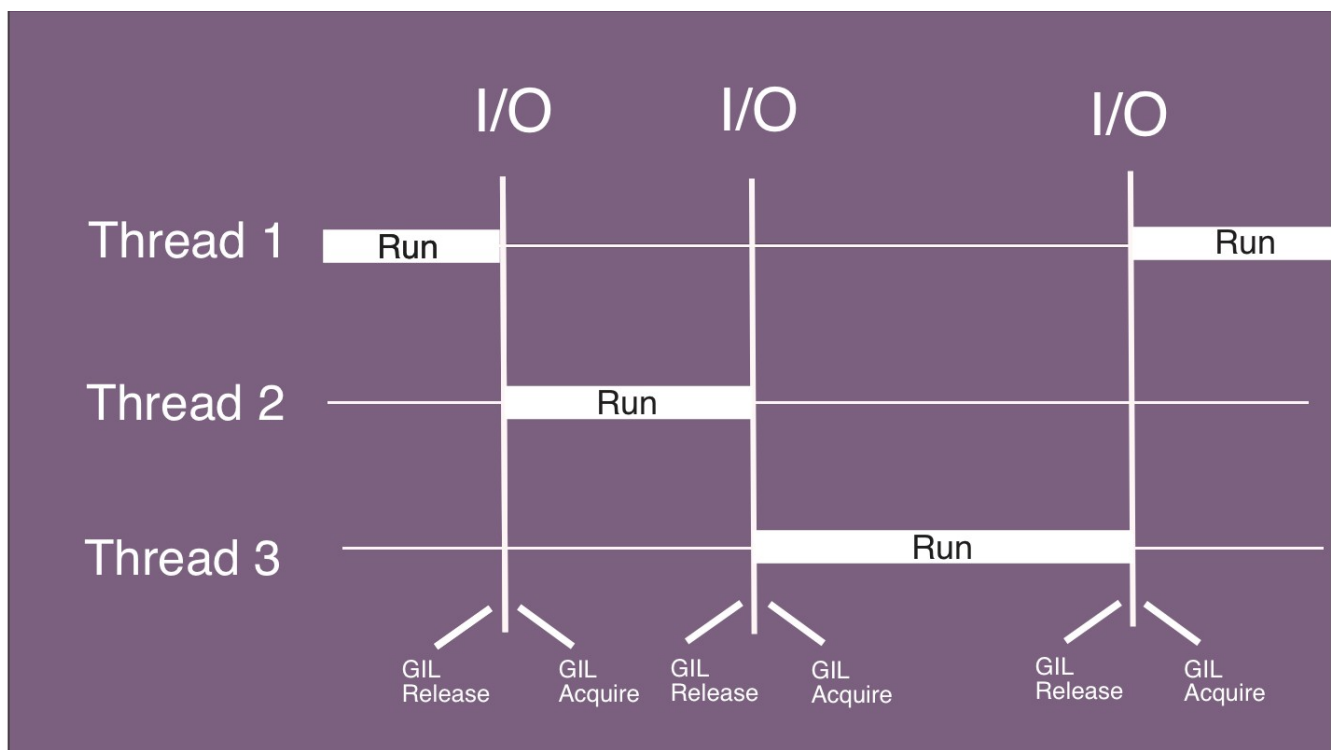 I/O I/O I/O
Thread 1 Run Run
Thread 2 Run
Thread 3 Run
GIL GIL GIL GIL GIL GIL
Release Acquire Release Acquire Release Acquire